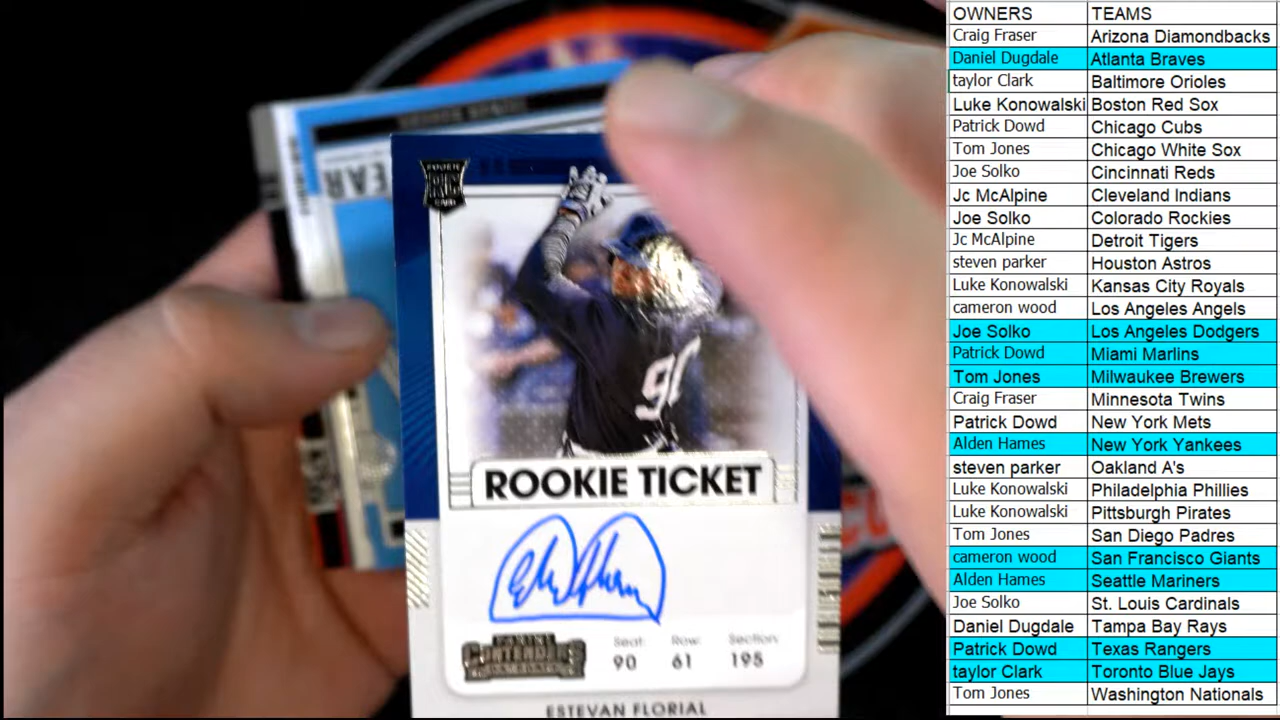 OWNERS TEAMS
Craig Fraser Arizona Diamondbacks
Daniel Dugdale Atlanta Braves
taylor Clark Baltimore Orioles
Luke Konowalski Boston Red Sox
Patrick Dowd Chicago Cubs
Tom Jones Chicago White Sox
Joe Solko Cincinnati Reds
Jc McAlpine Cleveland Indians
Joe Solko Colorado Rockies
Jc McAlpine Detroit Tigers
steven parker Houston Astros
Luke Konowalski Kansas City Royals
cameron wood Los Angeles Angels
Joe Solko Los Angeles Dodgers
Patrick Dowd Miami Marlins
Tom Jones Milwaukee Brewers
Craig Fraser Minnesota Twins
Patrick Dowd New York Mets
Alden Hames New York Yankees
steven parker Oakland A's
Luke Konowalski Philadelphia Phillies
Luke Konowalski Pittsburgh Pirates
Tom Jones San Diego Padres
cameron wood San Francisco Giants
Alden Hames Seattle Mariners
Joe Solko St. Louis Cardinals
Daniel Dugdale Tampa Bay Rays
Patrick Dowd Texas Rangers
taylor Clark Toronto Blue Jays
Tom Jones Washington Nationals
EAR
ROOKIE
CARD
90
ROOKIE TICKET
PANINI
CONTENDERS
Seat: Row: Section:
90 61 195
ESTEVAN FLORIAL